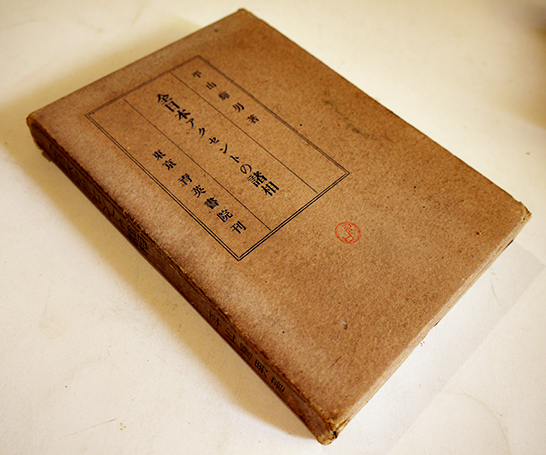 平山輝男著
全日本アクセントの諸相
東京育英書院刊